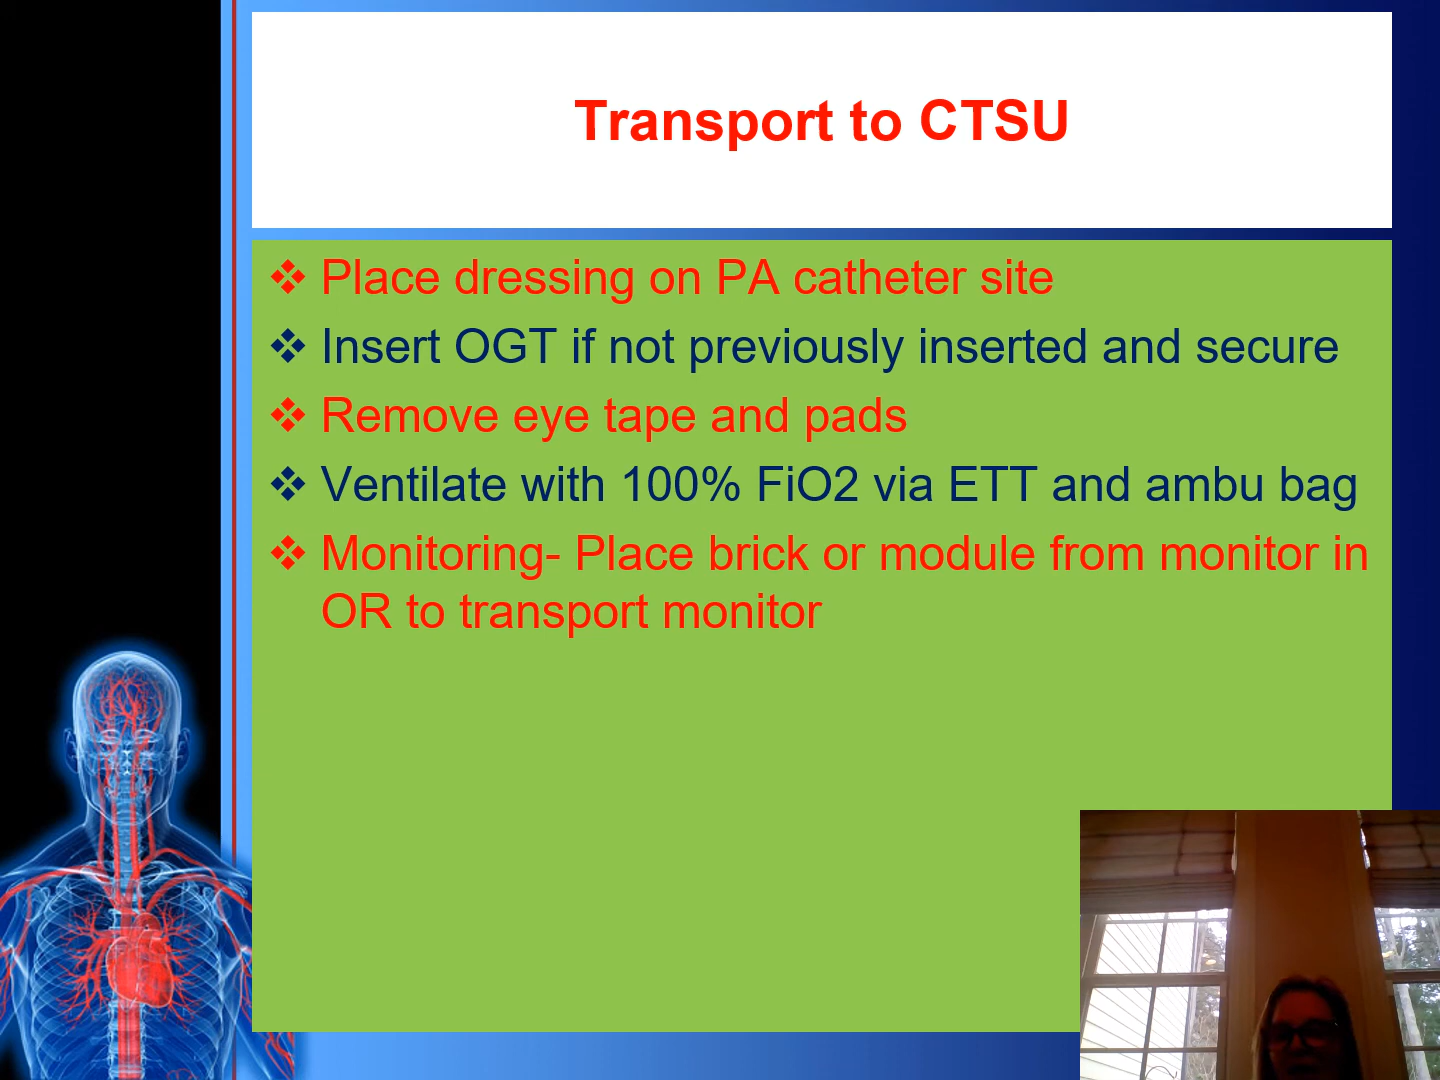 Transport to CTSU
❖ Place dressing on PA catheter site
❖ Insert OGT if not previously inserted and secure
❖ Remove eye tape and pads
❖ Ventilate with 100% FiO2 via ETT and ambu bag
❖ Monitoring- Place brick or module from monitor in
OR to transport monitor